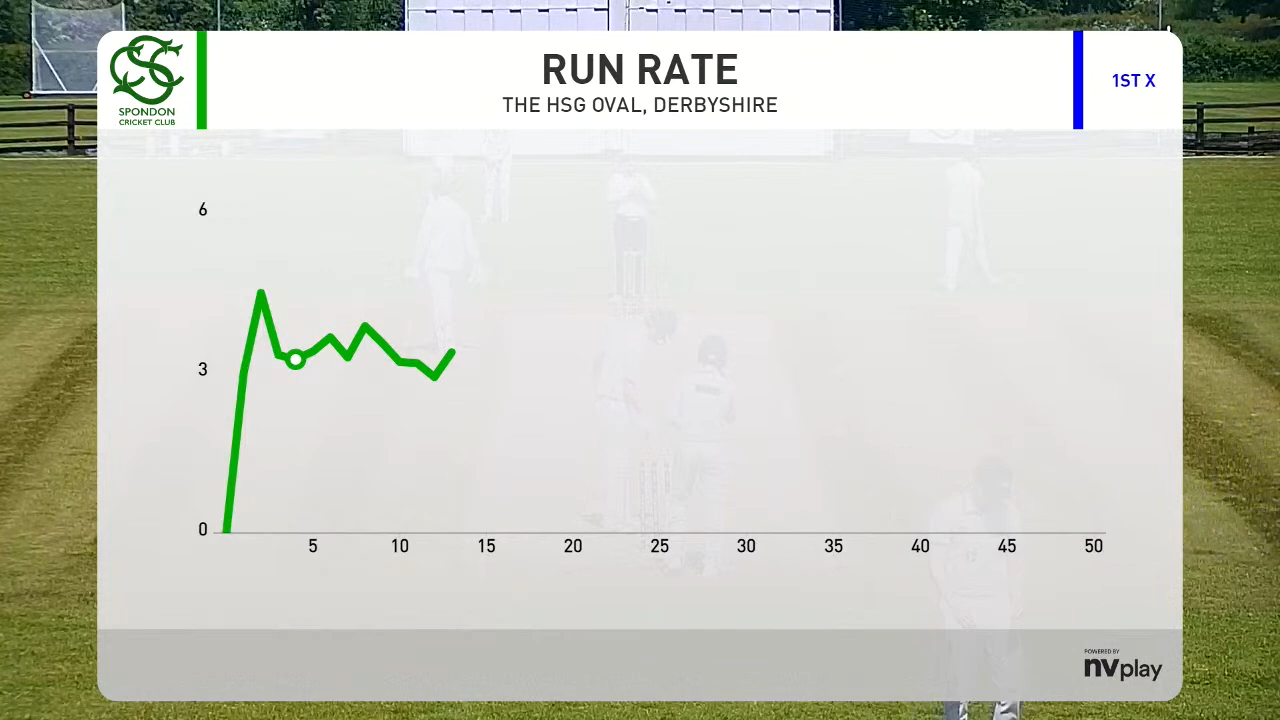 RUN RATE
THE HSG OVAL, DERBYSHIRE
SPONDON
CRICKET CLUB
1ST X
6
3
0
5 10 15 20 25 30 35 40 45 50
POWERED BY
nvplay